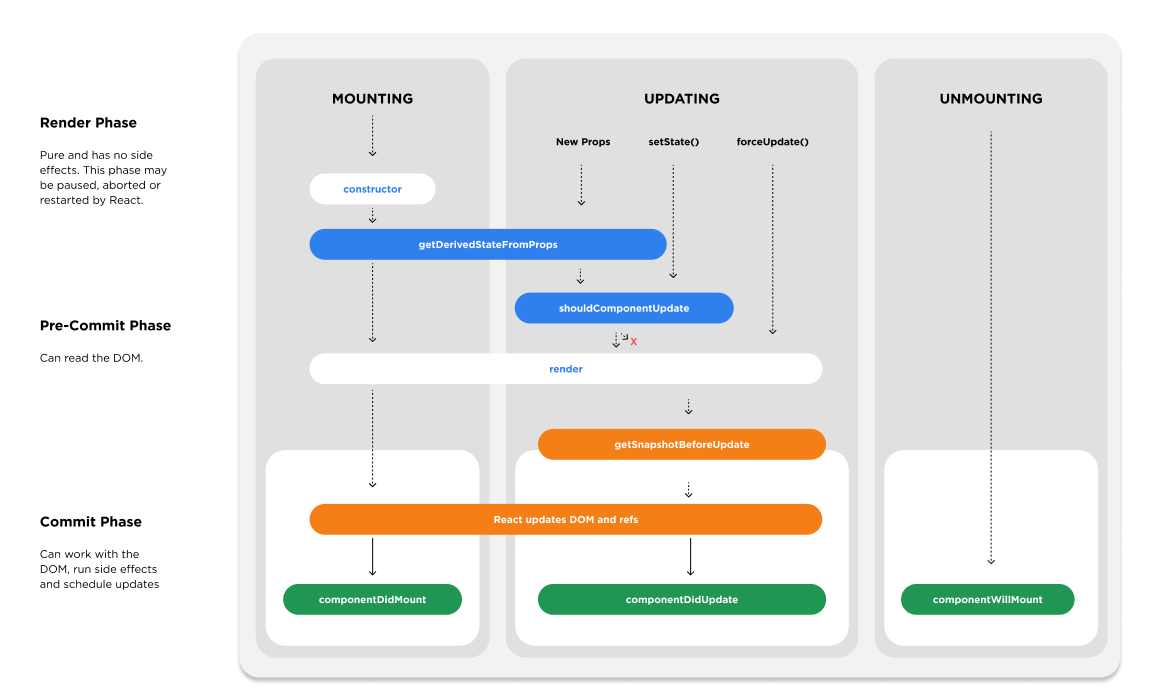 MOUNTING
UPDATING
UNMOUNTING
Render Phase
Pure and has no side
effects. This phase may
be paused, aborted or
restarted by React.
New Props
setState()
forceUpdate()
constructor
getDerivedStateFromProps
shouldComponentUpdate
Pre-Commit Phase
Can read the DOM.
X
render
getSnapshotBeforeUpdate
Commit Phase
Can work with the
DOM, run side effects
and schedule updates
React updates DOM and refs
componentDidMount
componentDidUpdate
componentWillMount